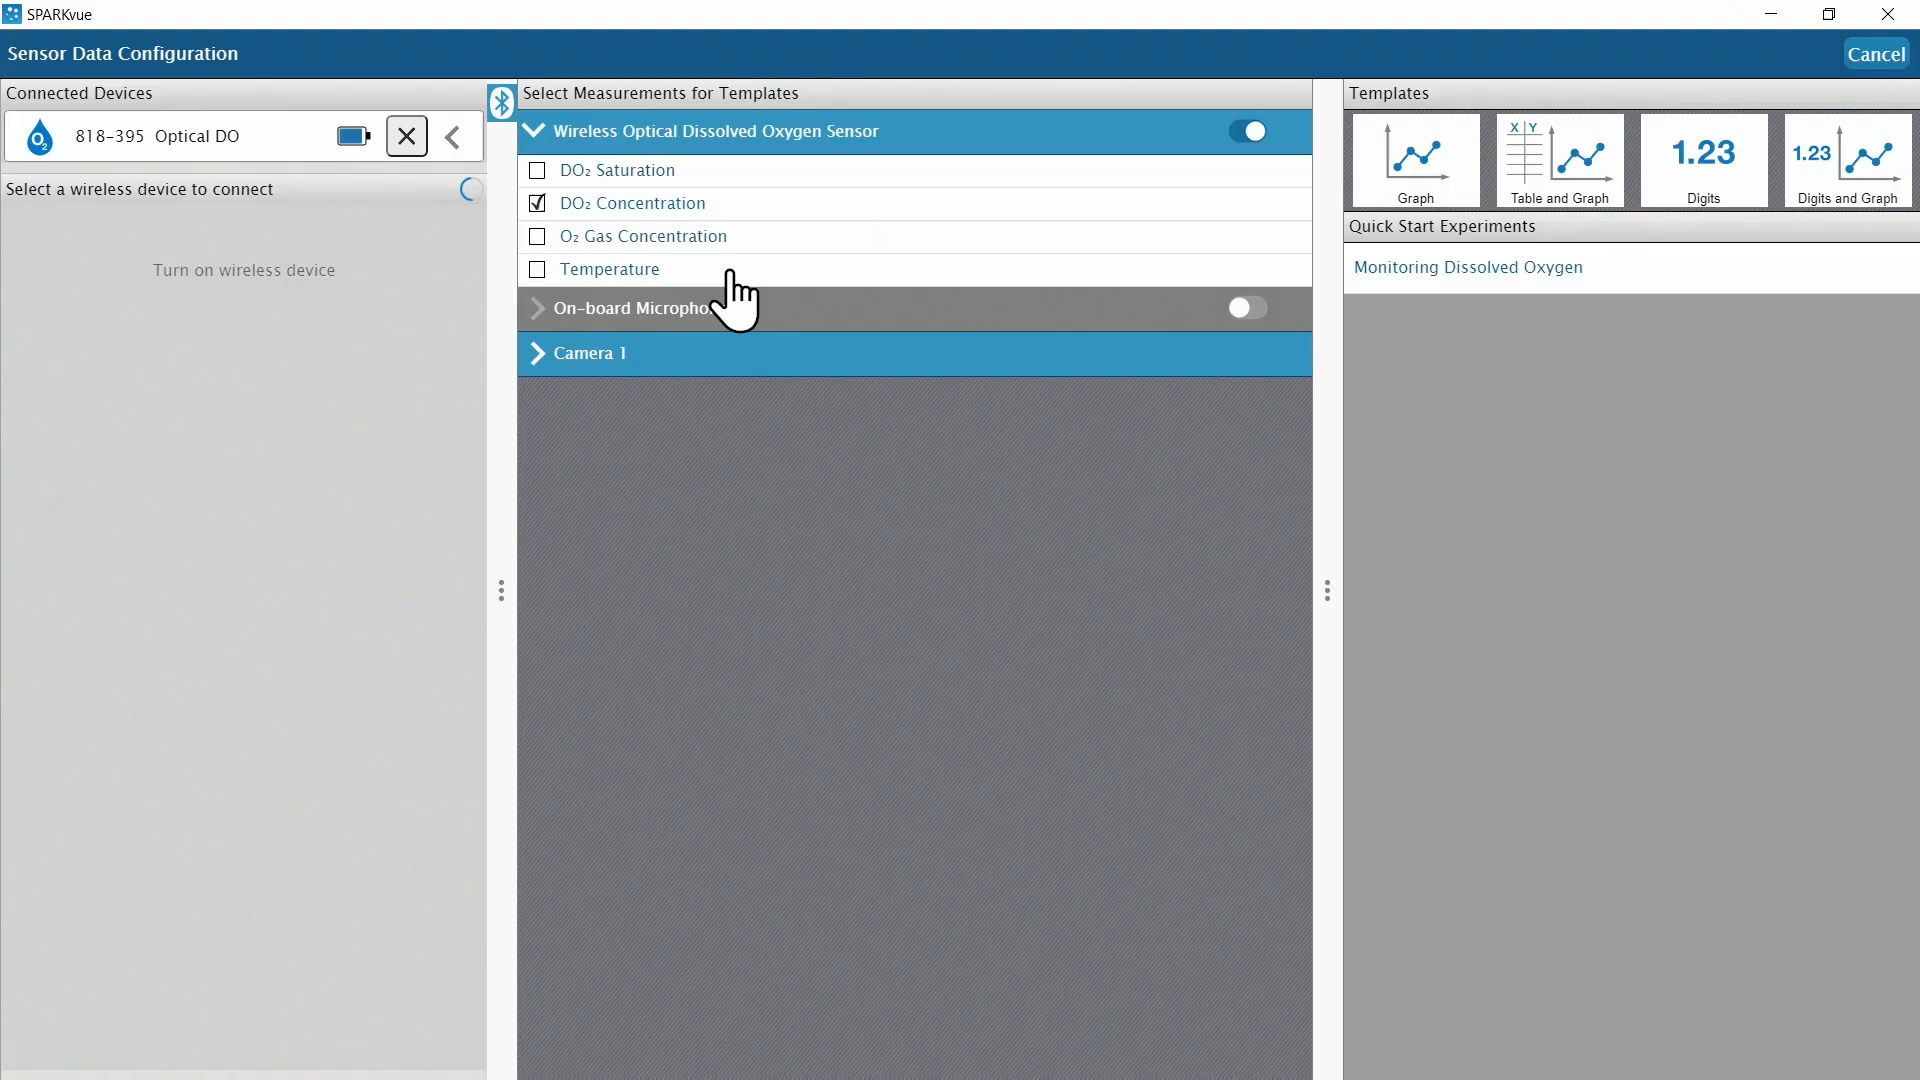 SPARKvue
Sensor Data Configuration
Cancel
Connected Devices
818-395 Optical DO
O₂
Select a wireless device to connect
Turn on wireless device
Select Measurements for Templates
Wireless Optical Dissolved Oxygen Sensor
DO₂ Saturation
DO₂ Concentration
O₂ Gas Concentration
Temperature
On-board
Camera 1
Templates
Graph
X Y
Table and Graph
1.23
Digits
1.23
Digits and Graph
Quick Start Experiments
Monitoring Dissolved Oxygen